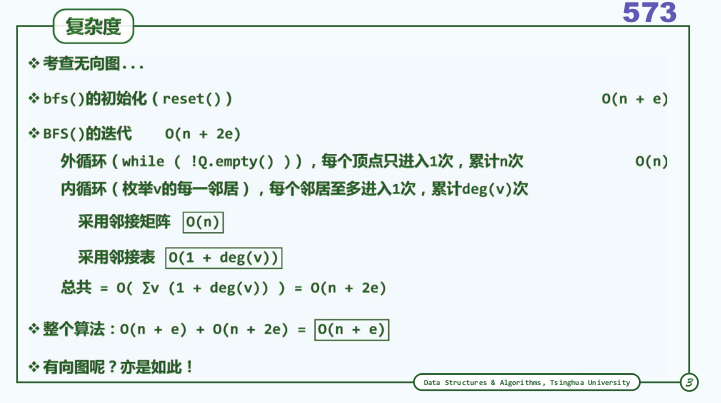 573
复杂度
❖考查无向图...
❖bfs()的初始化(reset()) O(n + e)
❖BFS()的迭代 O(n + 2e)
外循环(while ( !Q.empty() )),每个顶点只进入1次,累计n次 O(n)
内循环(枚举v的每一邻居),每个邻居至多进入1次,累计deg(v)次
采用邻接矩阵 O(n)
采用邻接表 O(1 + deg(v))
总共 = O( ∑v (1 + deg(v)) ) = O(n + 2e)
❖整个算法:O(n + e) + O(n + 2e) = O(n + e)
❖有向图呢?亦是如此!
Data Structures & Algorithms, Tsinghua University 3